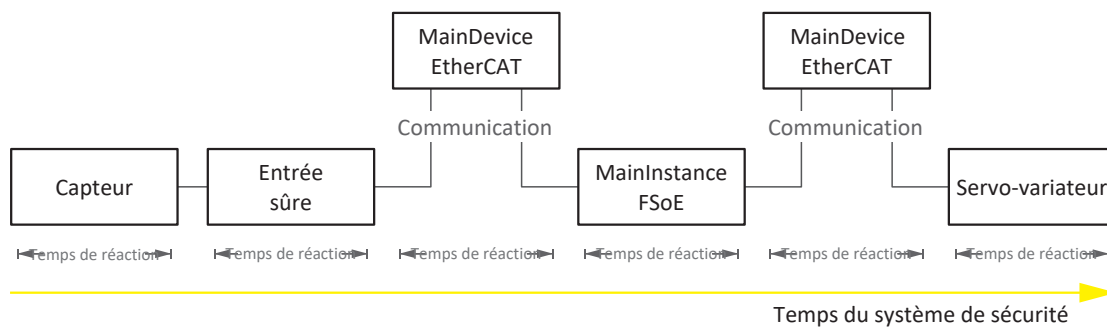 MainDevice
EtherCAT
MainDevice
EtherCAT
Communication
Communication
Capteur
Entrée
sûre
MainInstance
FSoE
Servo-variateur
Temps de réaction
Temps de réaction
Temps de réaction
Temps de réaction
Temps de réaction
Temps de réaction
Temps du système de sécurité